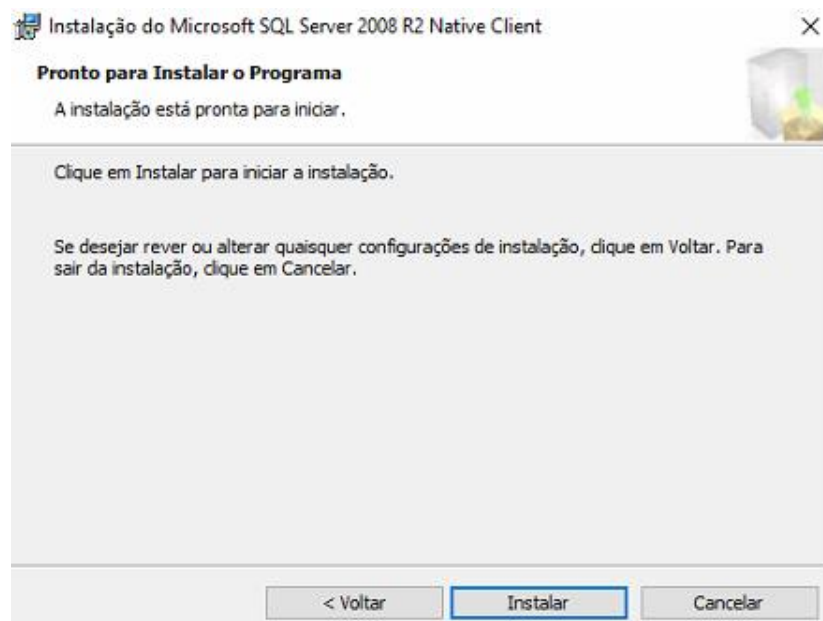 Instalação do Microsoft SQL Server 2008 R2 Native Client
Pronto para Instalar o Programa
A instalação está pronta para iniciar.
Clique em Instalar para iniciar a instalação.
Se desejar rever ou alterar quaisquer configurações de instalação, clique em Voltar. Para
sair da instalação, clique em Cancelar.
< Voltar
Instalar
Cancelar